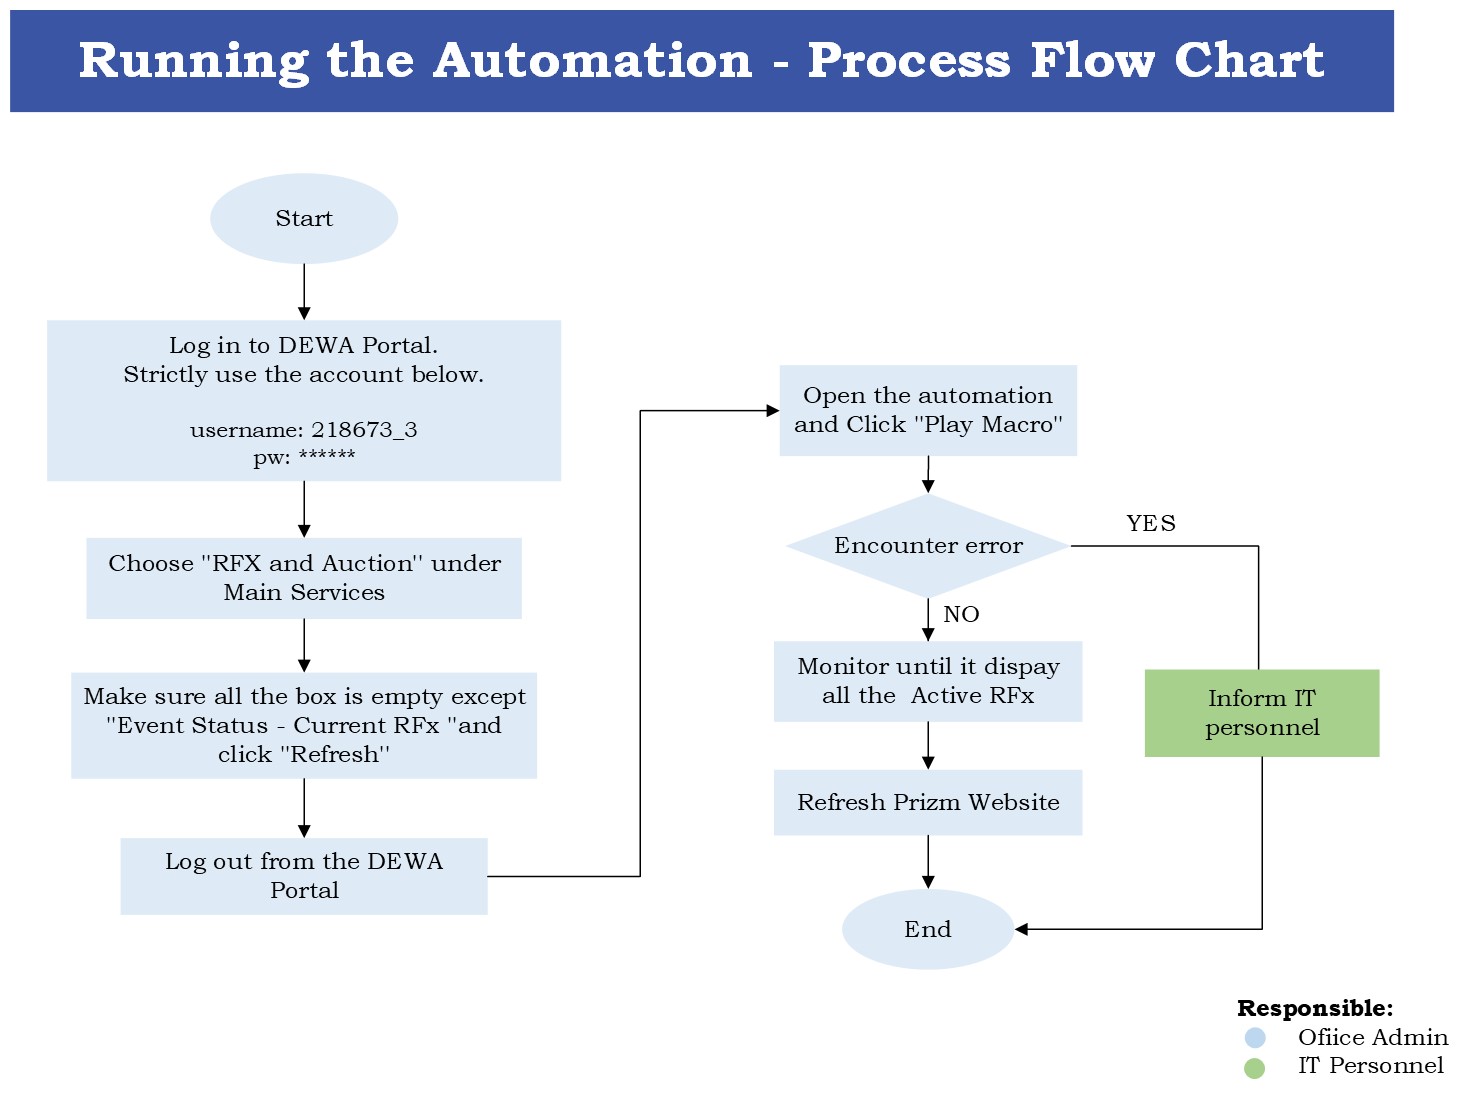 Running the Automation - Process Flow Chart
Start
Log in to DEWA Portal.
Strictly use the account below.
username: 218673_3
pw: ******
Choose "RFX and Auction" under
Main Services
Make sure all the box is empty except
"Event Status - Current RFx "and
click "Refresh"
Log out from the DEWA
Portal
Open the automation
and Click "Play Macro"
Encounter error
YES
NO
Monitor until it dispay
all the  Active RFx
Inform IT
personnel
Refresh Prizm Website
End
Responsible:
Ofiice Admin
IT Personnel